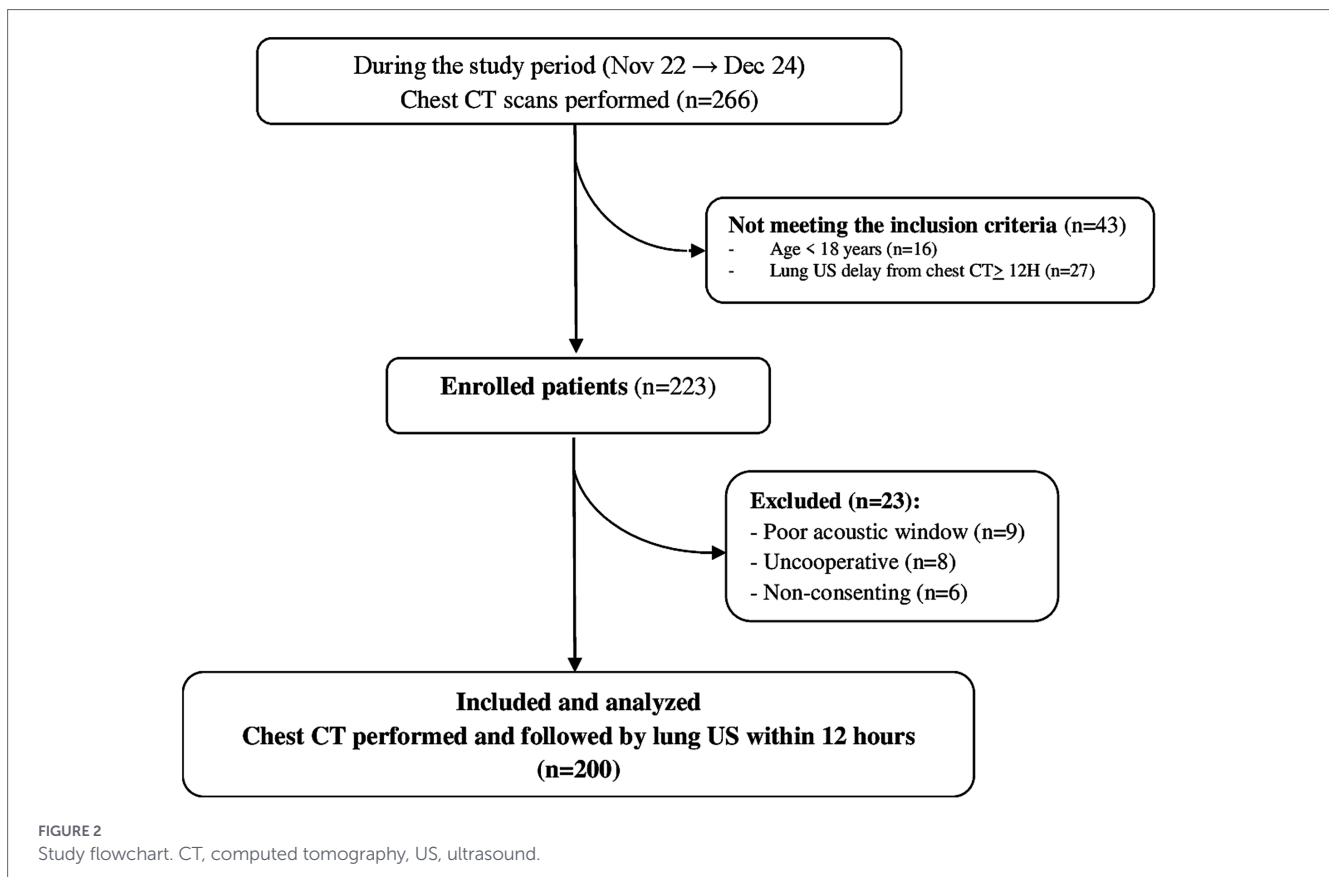 During the study period (Nov 22 → Dec 24)
Chest CT scans performed (n=266)
Not meeting the inclusion criteria (n=43)
- Age < 18 years (n=16)
- Lung US delay from chest CT≥ 12H (n=27)
Enrolled patients (n=223)
Excluded (n=23):
- Poor acoustic window (n=9)
- Uncooperative (n=8)
- Non-consenting (n=6)
Included and analyzed
Chest CT performed and followed by lung US within 12 hours
(n=200)
FIGURE 2
Study flowchart. CT, computed tomography, US, ultrasound.